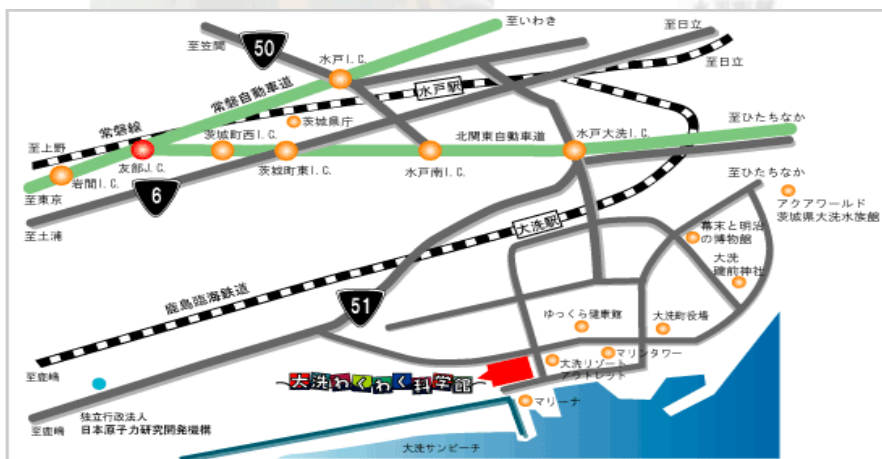 至いわき
至日立
至笠間
50
水戸I.C.
至日立
水戸駅
常磐自動車道
常磐線
茨城県庁
至ひたちなか
至上野
茨城町西I.C.
北関東自動車道
水戸大洗I.C.
友部J.C.
茨城町東I.C.
水戸南I.C.
至ひたちなか
岩間I.C.
至東京
6
アクアワールド
茨城県大洗水族館
至土浦
大洗駅
幕末と明治
の博物館
大洗
磯前神社
鹿島臨海鉄道
51
ゆっくら健康館
大洗町役場
マリンタワー
大洗リゾート
アウトレット
至鹿嶋
大洗わくわく科学館
マリーナ
独立行政法人
日本原子力研究開発機構
至鹿嶋
大洗サンビーチ